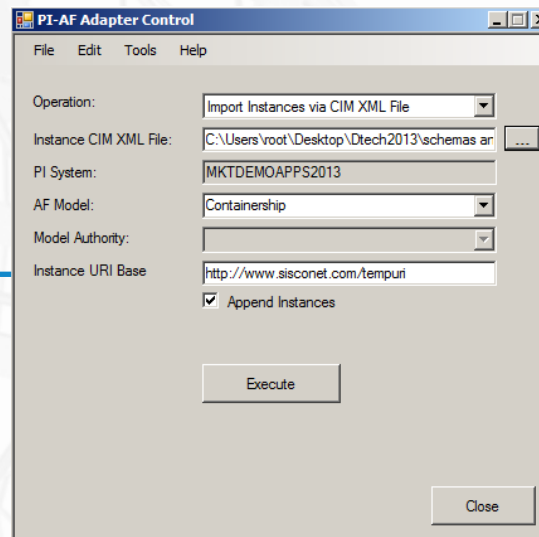 PI-AF Adapter Control
File Edit Tools Help
Operation: Import Instances via CIM XML File
Instance CIM XML File: C:\Users\root\Desktop\Dtech2013\schemas an ...
PI System: MKTDEMOAPPS2013
AF Model: Containership
Model Authority:
Instance URI Base http://www.sisconet.com/tempuri
Append Instances
Execute
Close